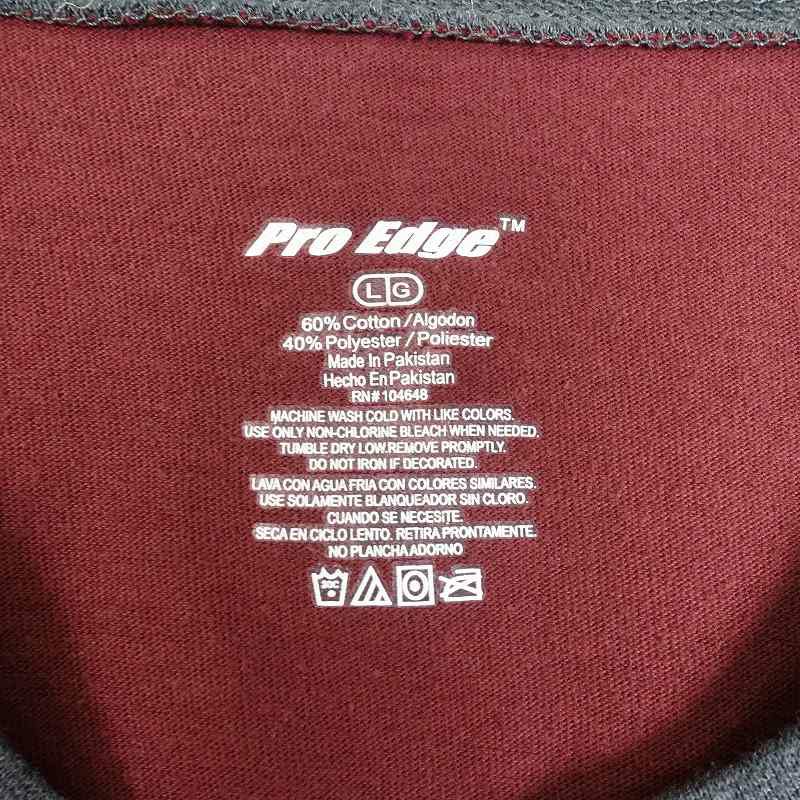 Pro Edge™
LG
60% Cotton/Algodon
40% Polyester/Poliester
Made In Pakistan
Hecho En Pakistan
RN# 104648
MACHINE WASH COLD WITH LIKE COLORS.
USE ONLY NON-CHLORINE BLEACH WHEN NEEDED.
TUMBLE DRY LOW.REMOVE PROMPTLY.
DO NOT IRON IF DECORATED.
LAVA CON AGUA FRIA CON COLORES SIMILARES.
USE SOLAMENTE BLANQUEADOR SIN CLORO.
CUANDO SE NECESITE.
SECA EN CICLO LENTO. RETIRA PRONTAMENTE.
NO PLANCHA ADORNO
30C